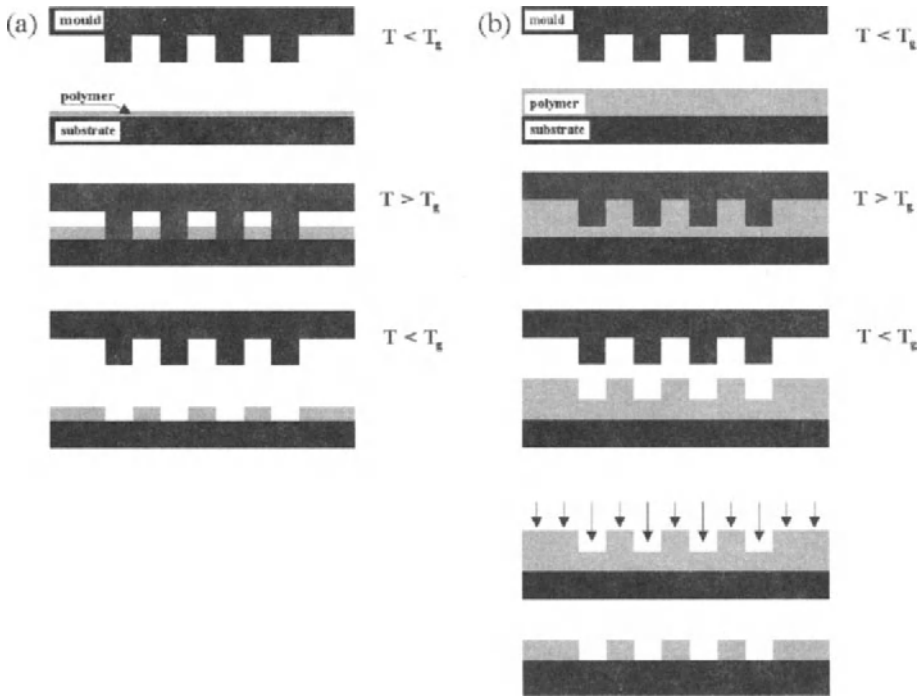 (a)
mould
T < Tg
polymer
substrate
T > Tg
T < Tg
(b)
mould
T < Tg
polymer
substrate
T > Tg
T < Tg